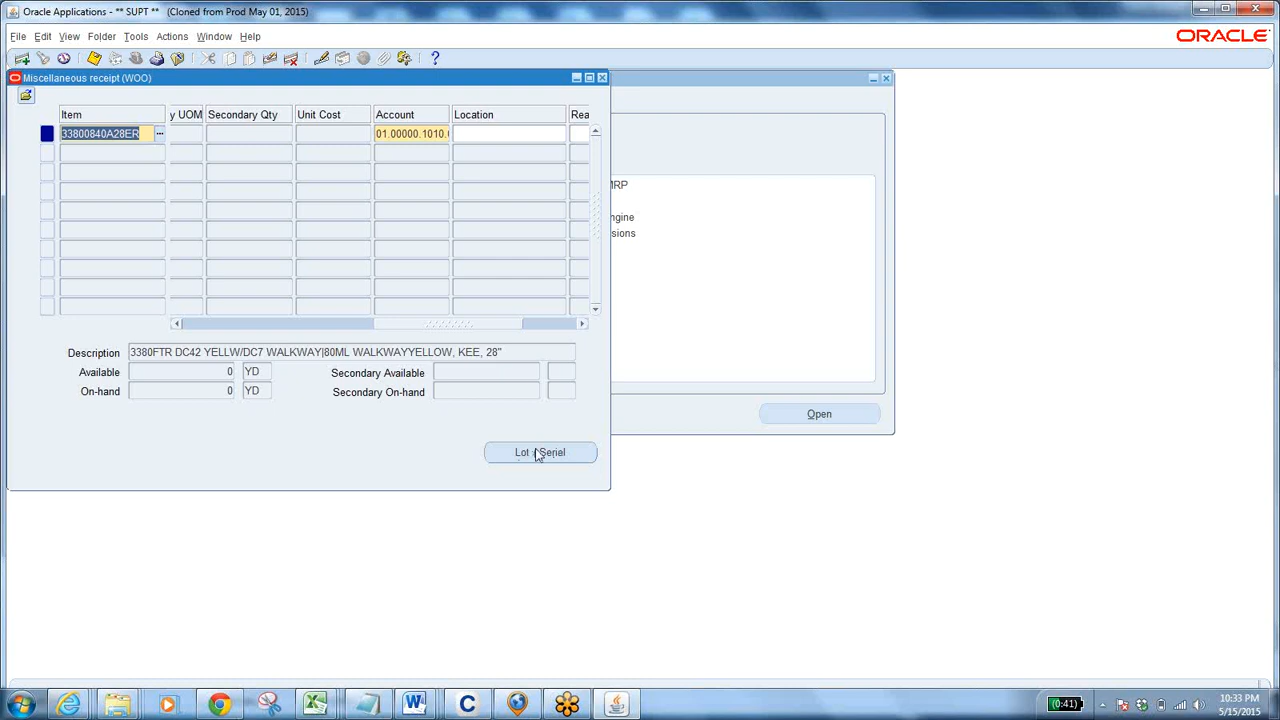 Oracle Applications - ** SUPT ** (Cloned from Prod May 01, 2015)
File Edit View Folder Tools Actions Window Help
ORACLE
Miscellaneous receipt (WOO)
Item y UOM Secondary Qty Unit Cost Account Location Rea
33800840A28ER 01.00000.1010.
MRP
ngine
sions
Description 3380FTR DC42 YELLW/DC7 WALKWAY|80ML WALKWAYYELLOW, KEE, 28"
Available 0 YD Secondary Available
On-hand 0 YD Secondary On-hand
Open
Lot / Serial
(0:41)
10:33 PM
5/15/2015